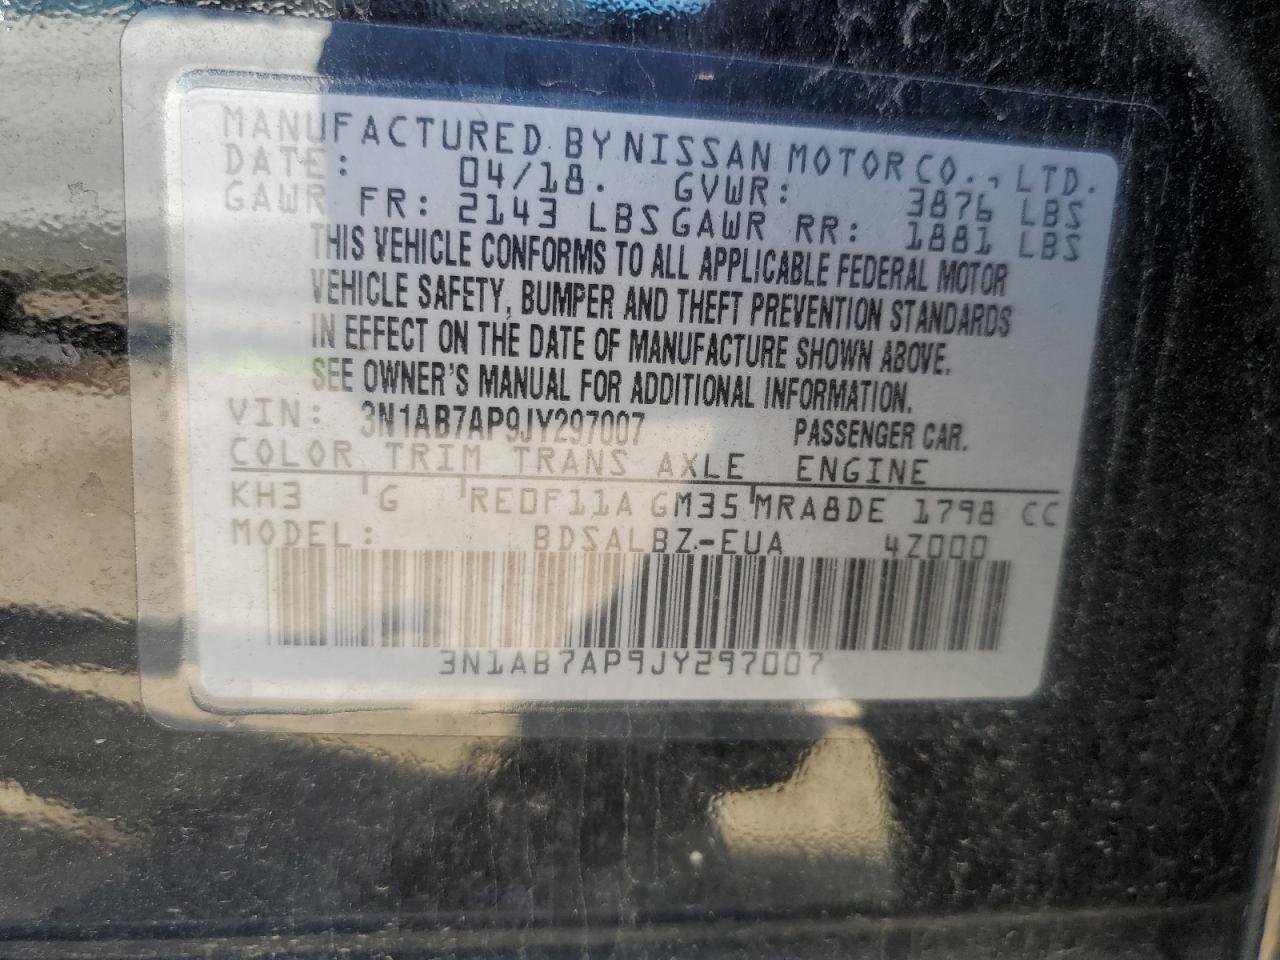 MANUFACTURED BY NISSAN MOTOR CO., LTD.
DATE: 04/18. GVWR: 3876 LBS
GAWR FR: 2143 LBS GAWR RR: 1881 LBS
THIS VEHICLE CONFORMS TO ALL APPLICABLE FEDERAL MOTOR
VEHICLE SAFETY, BUMPER AND THEFT PREVENTION STANDARDS
IN EFFECT ON THE DATE OF MANUFACTURE SHOWN ABOVE.
SEE OWNER'S MANUAL FOR ADDITIONAL INFORMATION.
VIN: 3N1AB7AP9JY297007 PASSENGER CAR.
COLOR TRIM TRANS AXLE ENGINE
KH3 G RE0F11A GM35 MRA8DE 1798 CC
MODEL: BDSALBZ-EUA 4Z000
3N1AB7AP9JY297007